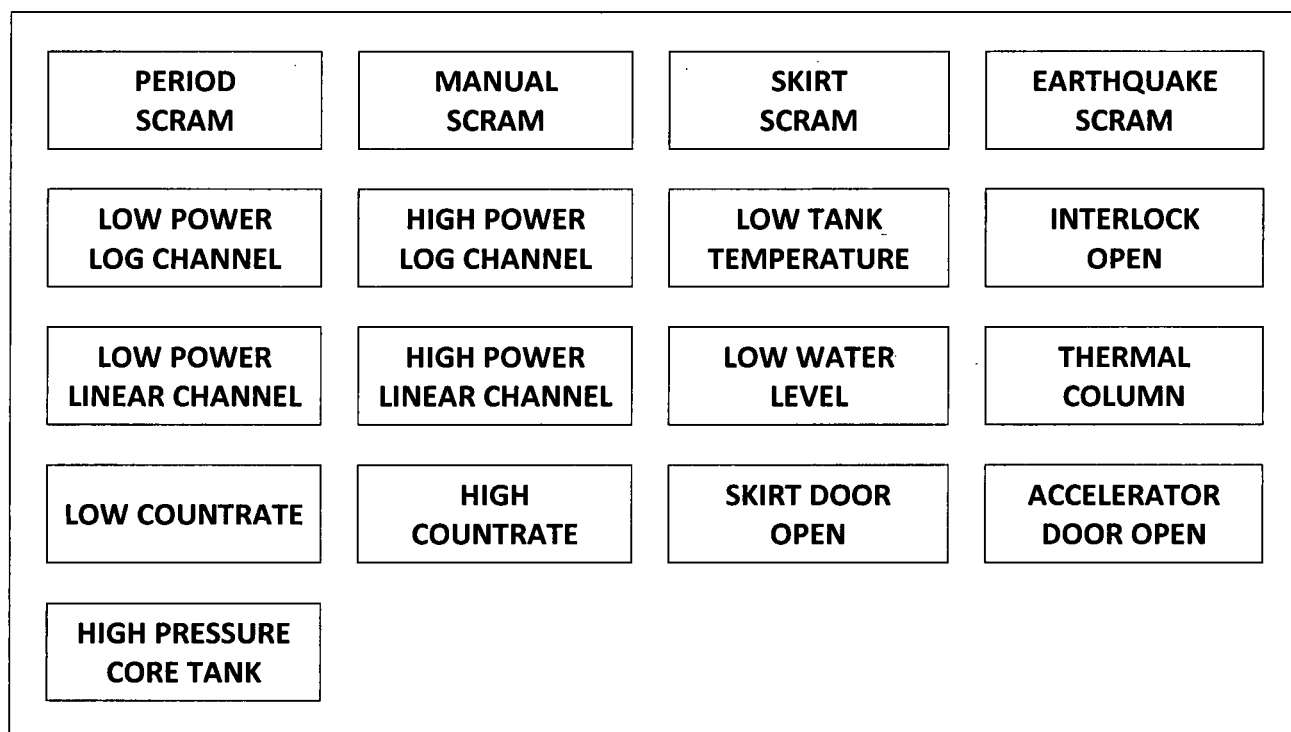 PERIOD
SCRAM
MANUAL
SCRAM
SKIRT
SCRAM
EARTHQUAKE
SCRAM
LOW POWER
LOG CHANNEL
HIGH POWER
LOG CHANNEL
LOW TANK
TEMPERATURE
INTERLOCK
OPEN
LOW POWER
LINEAR CHANNEL
HIGH POWER
LINEAR CHANNEL
LOW WATER
LEVEL
THERMAL
COLUMN
LOW COUNTRATE
HIGH
COUNTRATE
SKIRT DOOR
OPEN
ACCELERATOR
DOOR OPEN
HIGH PRESSURE
CORE TANK